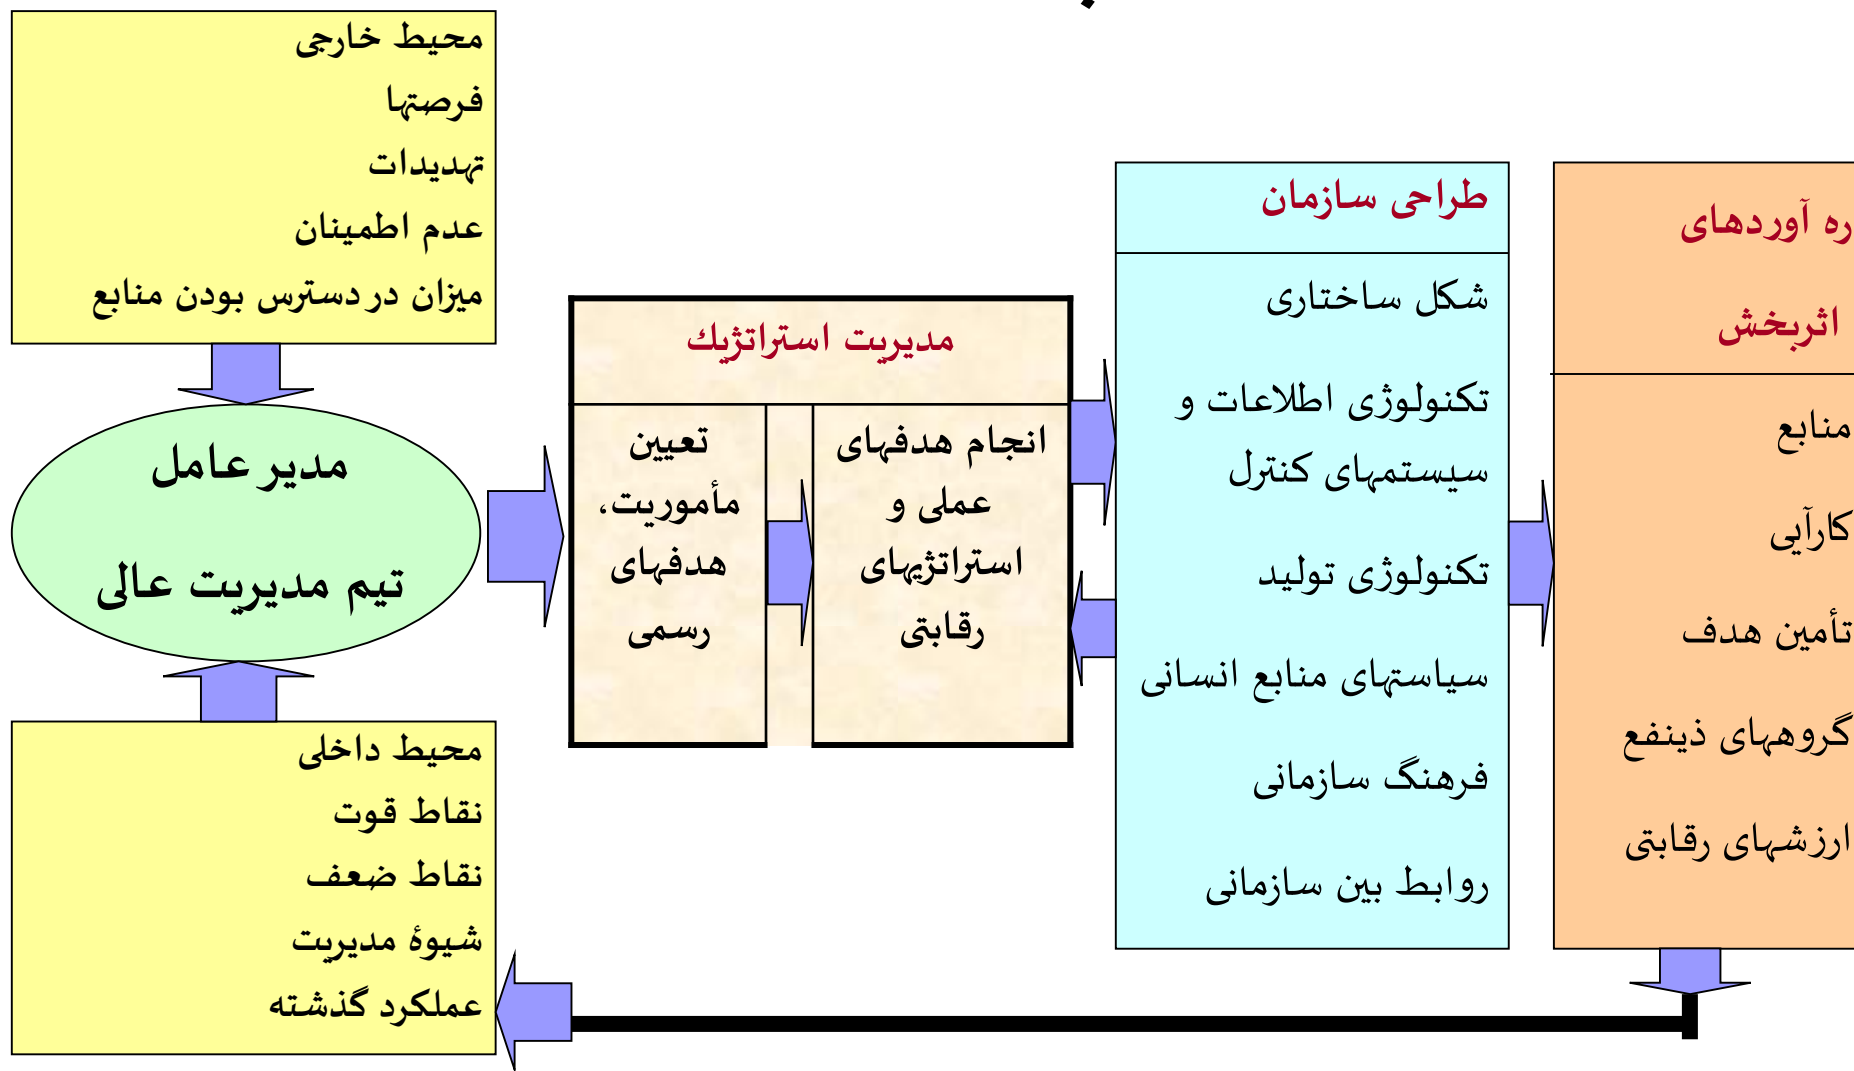 محیط خارجی
فرصتها
تهدیدات
عدم اطمینان
میزان در دسترس بودن منابع
مدیر عامل
تیم مدیریت عالی
محیط داخلی
نقاط قوت
نقاط ضعف
شیوهٔ مدیریت
عملکرد گذشته
مدیریت استراتژیك
تعیین
مأموریت،
هدفهای
رسمی
انجام هدفهای
عملی و
استراتژیهای
رقابتی
طراحی سازمان
شکل ساختاری
تکنولوژی اطلاعات و
سیستمهای کنترل
تکنولوژی تولید
سیاستهای منابع انسانی
فرهنگ سازمانی
روابط بین سازمانی
ره آوردهای
اثربخش
منابع
کارآیی
تأمین هدف
گروههای ذینفع
ارزشهای رقابتی